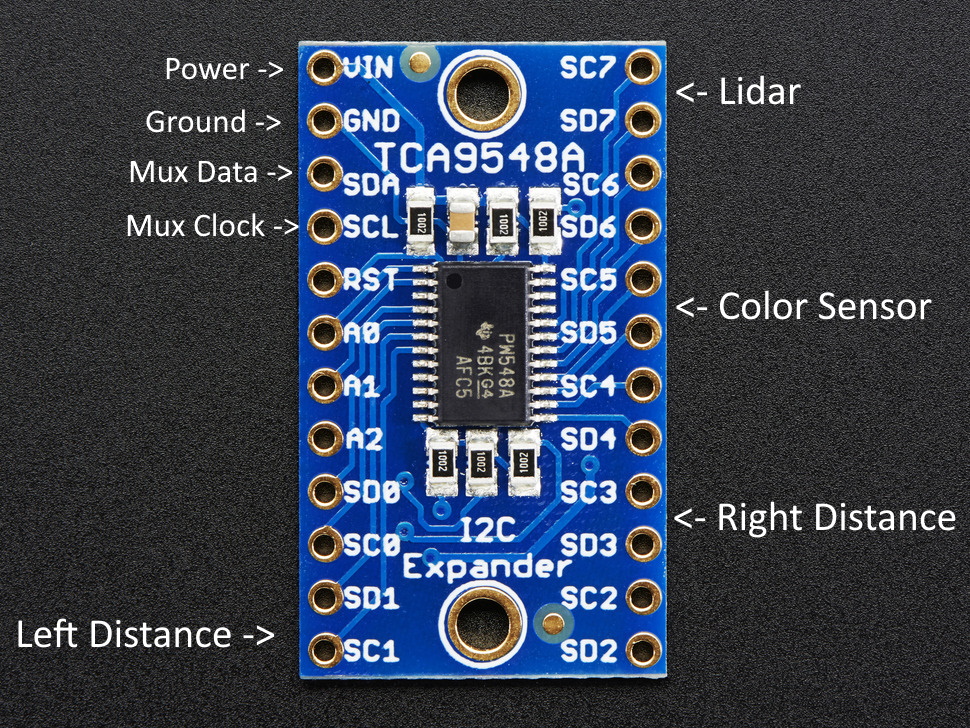 Power ->
VIN
SC7
<- Lidar
Ground ->
GND
SD7
TCA9548A
Mux Data ->
SDA
SC6
Mux Clock ->
SCL
SD6
1002
1002
1002
RST
SC5
<- Color Sensor
A0
SD5
PW548A
4BKG4
AFC5
A1
SC4
A2
SD4
1002
1002
1002
SD0
SC3
<- Right Distance
I2C
SC0
SD3
Expander
SD1
SC2
Left Distance ->
SC1
SD2